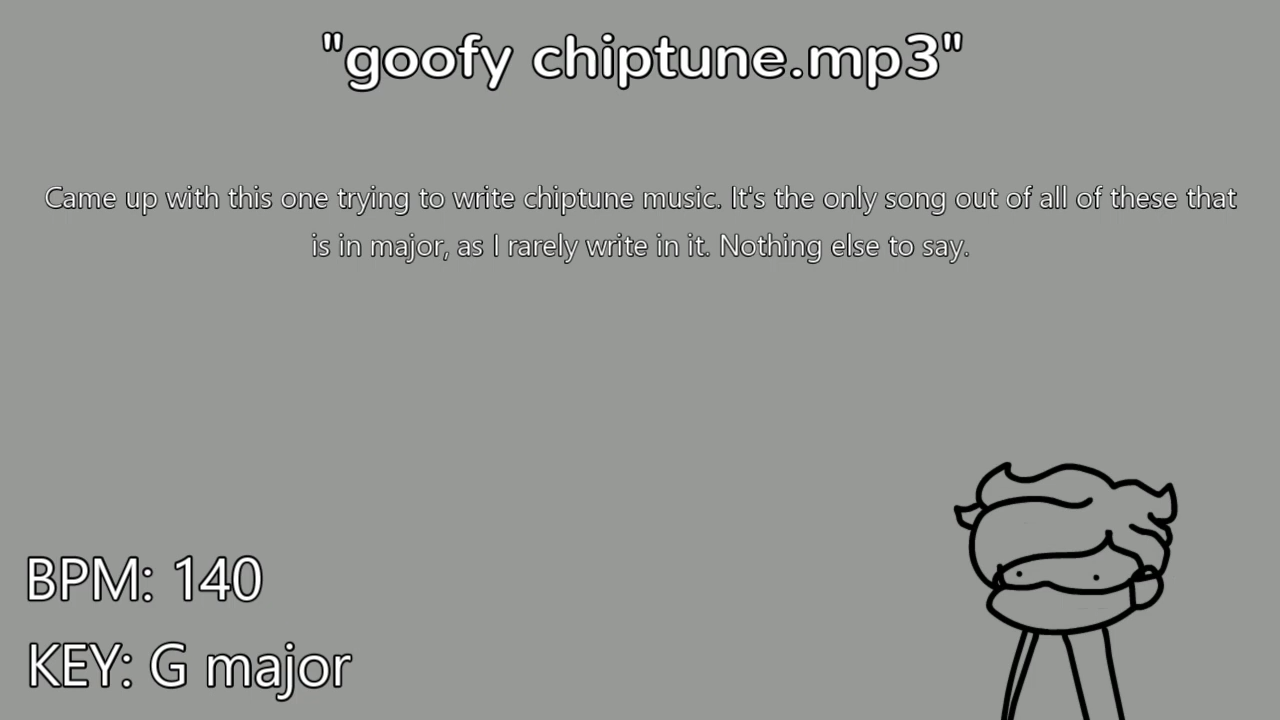 "goofy chiptune.mp3"
Came up with this one trying to write chiptune music. It's the only song out of all of these that
is in major, as I rarely write in it. Nothing else to say.
BPM: 140
KEY: G major